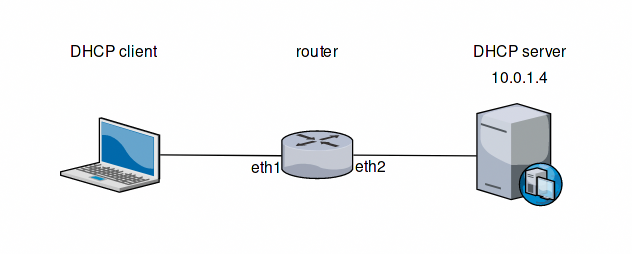 DHCP client
router
DHCP server
10.0.1.4
eth1
eth2